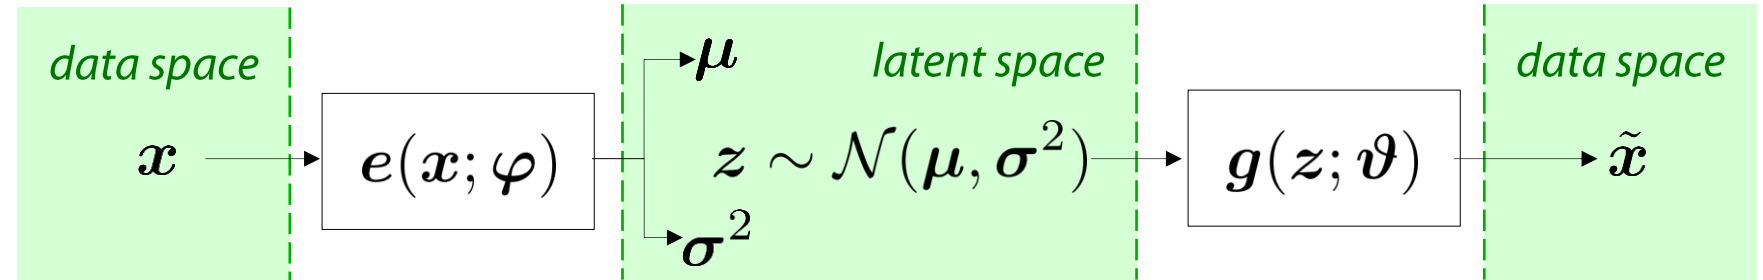 data space
x
e(x; φ)
μ
latent space
z ∼ 𝒩(μ, σ²)
σ²
g(z; ϑ)
data space
x̃